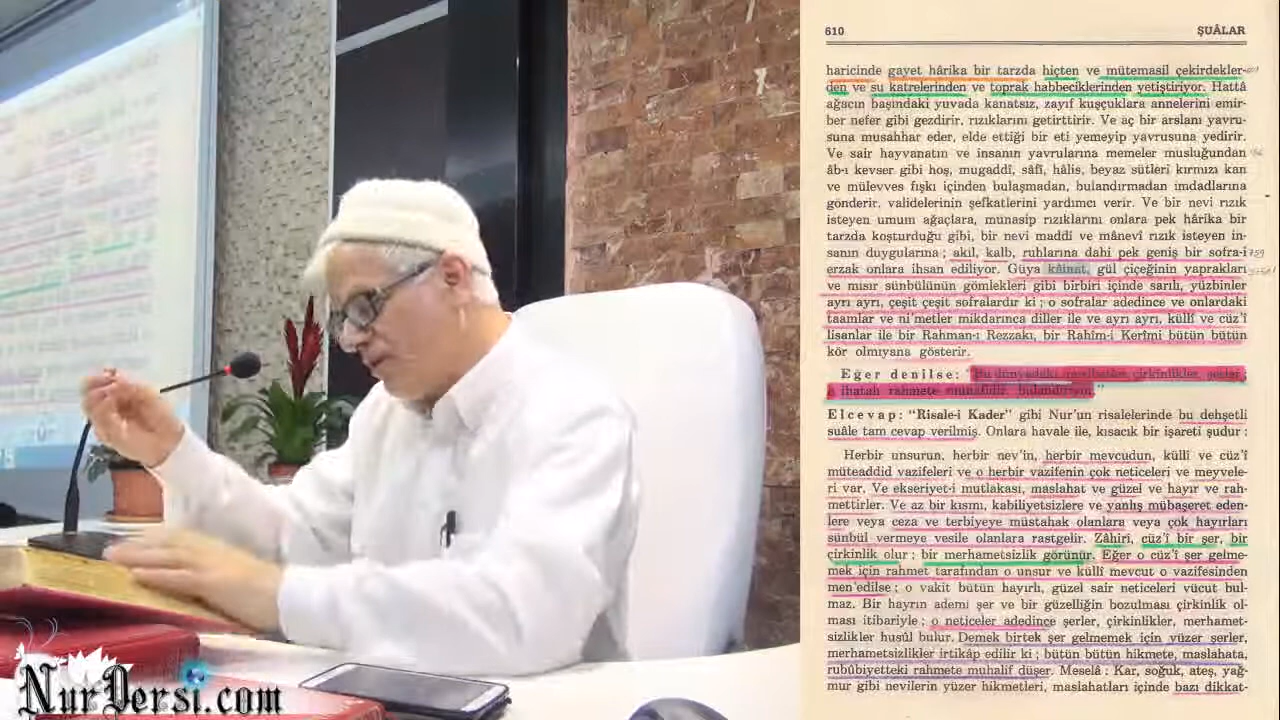 610
ŞUÂLAR
haricinde gayet hârika bir tarzda hiçten ve mütemasil çekirdekler-
den ve su katrelerinden ve toprak habbeciklerinden yetiştiriyor. Hattâ
ağacın başındaki yuvada kanatsız, zayıf kuşçuklara annelerini emir-
ber nefer gibi gezdirir, rızıklarını getirttirir. Ve aç bir arslanı yavru-
suna musahhar eder, elde ettiği bir eti yemeyip yavrusuna yedirir.
Ve sair hayvanatın ve insanın yavrularına memeler musluğundan
âb-ı kevser gibi hoş, mugaddî, sâfi, hâlis, beyaz sütleri kırmızı kan
ve mülevves fışkı içinden bulaşmadan, bulandırmadan imdadlarına
gönderir, validelerinin şefkatlerini yardımcı verir. Ve bir nevi rızık
isteyen umum ağaçlara, munasip rızıklarını onlara pek hârika bir
tarzda koşturduğu gibi, bir nevi maddî ve mânevî rızık isteyen in-
sanın duygularına ; akıl, kalb, ruhlarına dahi pek geniş bir sofra-i
erzak onlara ihsan ediliyor. Güya kâinat, gül çiçeğinin yaprakları
ve mısır sünbülünün gömlekleri gibi birbiri içinde sarılı, yüzbinler
ayrı ayrı, çeşit çeşit sofralardır ki ; o sofralar adedince ve onlardaki
taamlar ve ni'metler mikdarınca diller ile ve ayrı ayrı, küllî ve cüz'î
lisanlar ile bir Rahman-ı Rezzakı, bir Rahîm-i Kerîmi bütün bütün
kör olmıyana gösterir.
Eğer denilse: "Bu dünyadaki musibetler, çirkinlikler, şerler ;
o ihatalı rahmete münafidir, bulandırıyor."
Elcevap: "Risale-i Kader" gibi Nur'un risalelerinde bu dehşetli
suâle tam cevap verilmiş. Onlara havale ile, kısacık bir işareti şudur :
Herbir unsurun, herbir nev'in, herbir mevcudun, küllî ve cüz'î
müteaddid vazifeleri ve o herbir vazifenin çok neticeleri ve meyvele-
ri var. Ve ekseriyet-i mutlakası, maslahat ve güzel ve hayır ve rah-
mettirler. Ve az bir kısmı, kabiliyetsizlere ve yanlış mübaşeret eden-
lere veya ceza ve terbiyeye müstahak olanlara veya çok hayırları
sünbül vermeye vesile olanlara rastgelir. Zâhirî, cüz'î bir şer, bir
çirkinlik olur ; bir merhametsizlik görünür. Eğer o cüz'î şer gelme-
mek için rahmet tarafından o unsur ve küllî mevcut o vazifesinden
men'edilse ; o vakit bütün hayırlı, güzel sair neticeleri vücut bul-
maz. Bir hayrın ademi şer ve bir güzelliğin bozulması çirkinlik ol-
ması itibariyle ; o neticeler adedince şerler, çirkinlikler, merhamet-
sizlikler husûl bulur. Demek birtek şer gelmemek için yüzer şerler,
merhametsizlikler irtikâp edilir ki ; bütün bütün hikmete, maslahata,
rubûbiyetteki rahmete muhalif düşer. Meselâ : Kar, soğuk, ateş, yağ-
mur gibi nevilerin yüzer hikmetleri, maslahatları içinde bazı dikkat-
NurDersi.com